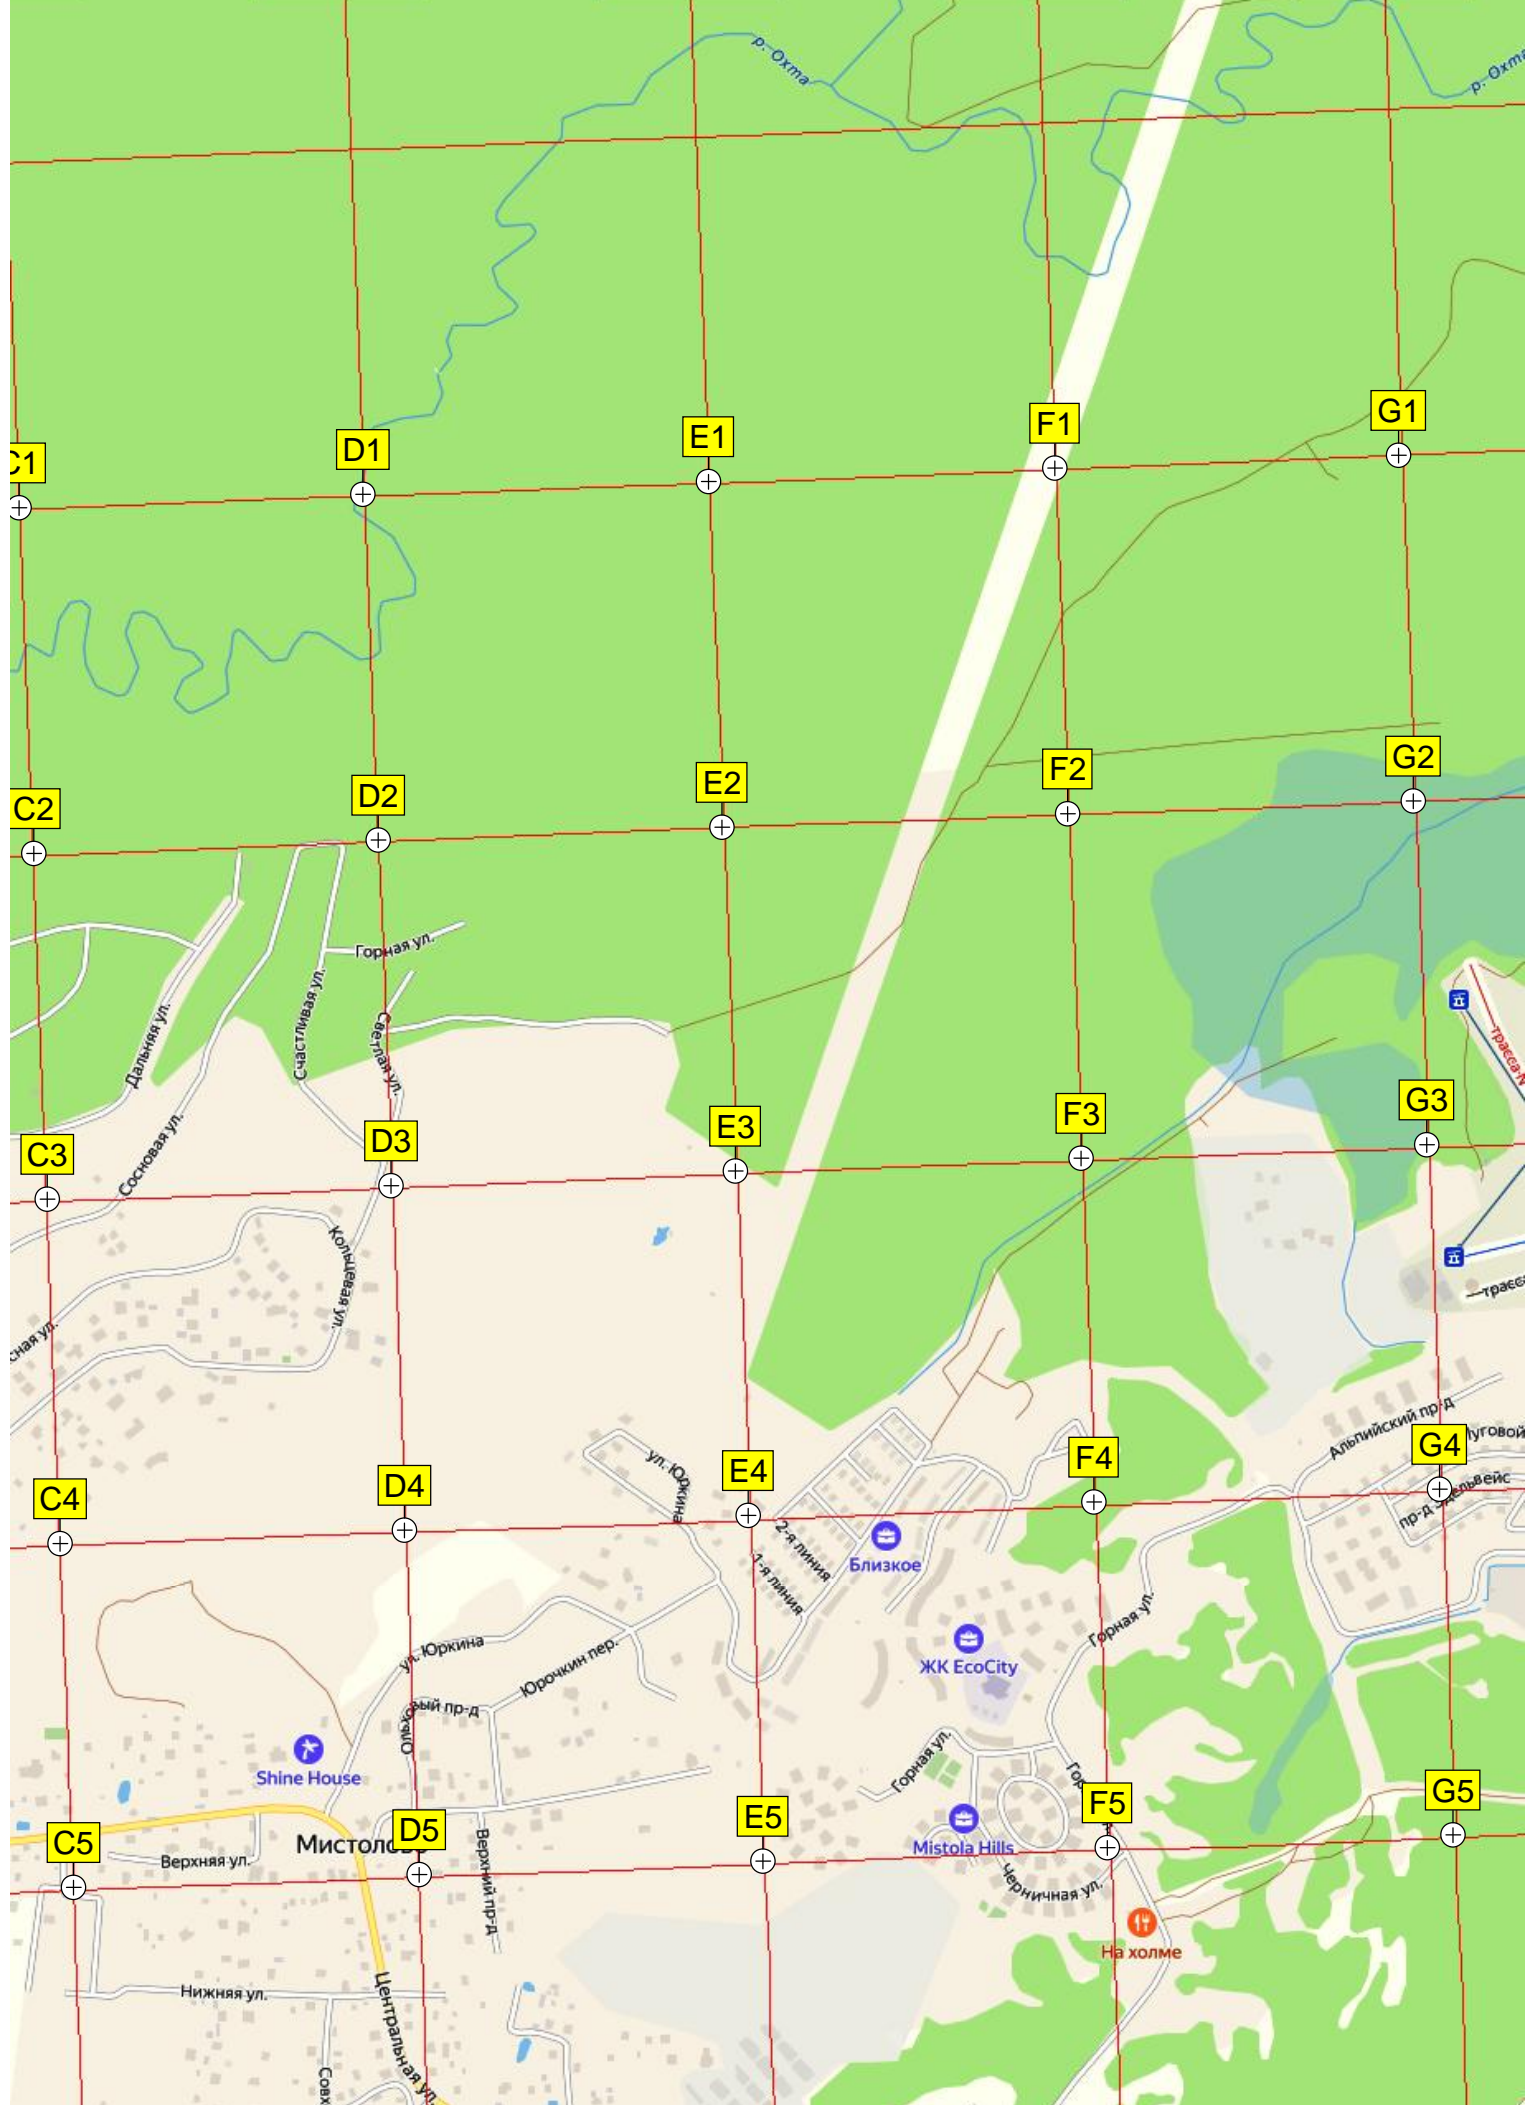 р. Охта
р. Охта
G1
F1
E1
D1
C1
G2
F2
E2
D2
C2
Горная ул.
Счастливая ул.
Светлая ул.
Дальняя ул.
Сосновая ул.
G3
F3
E3
D3
C3
Кольцевая ул.
G4
F4
E4
D4
C4
Альпийский пр-д
ул. Юкжина
пр-д Эдельвейс
2-я линия
1-я линия
Близкое
Горная ул.
ЖК EcoCity
ул. Юркина
Юрочкин пер.
Горная ул.
Shine House
G5
F5
E5
D5
C5
Mistola Hills
Верхняя ул.
Верхний пр-д
Черничная ул.
На холме
Нижняя ул.
Центральная ул.